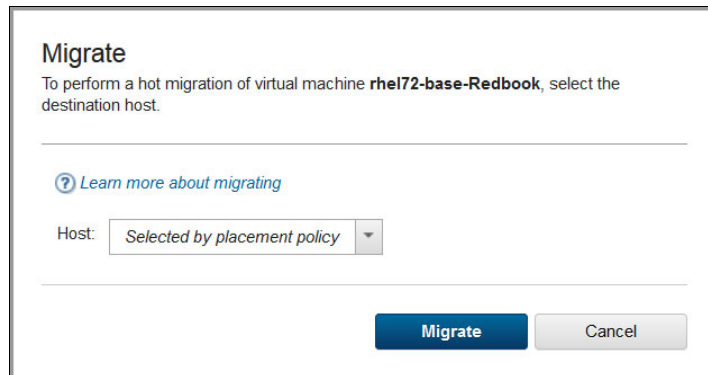 Migrate
To perform a hot migration of virtual machine rhel72-base-Redbook, select the
destination host.
? Learn more about migrating
Host: Selected by placement policy
Migrate Cancel